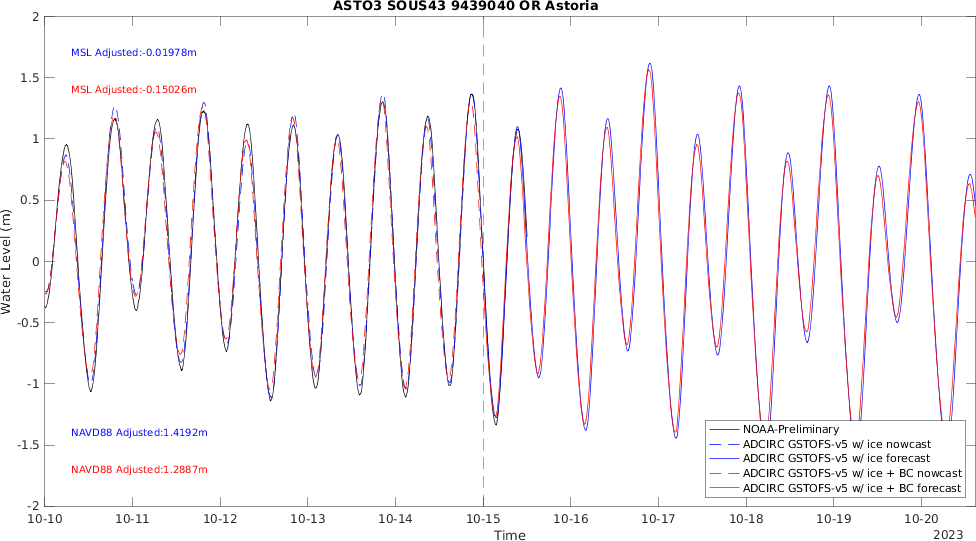 ASTO3 SOUS43 9439040 OR Astoria
MSL Adjusted:-0.01978m
MSL Adjusted:-0.15026m
NAVD88 Adjusted:1.4192m
NAVD88 Adjusted:1.2887m
Water Level (m)
2
1.5
1
0.5
0
-0.5
-1
-1.5
-2
NOAA-Preliminary
ADCIRC GSTOFS-v5 w/ ice nowcast
ADCIRC GSTOFS-v5 w/ ice forecast
ADCIRC GSTOFS-v5 w/ ice + BC nowcast
ADCIRC GSTOFS-v5 w/ ice + BC forecast
10-10 10-11 10-12 10-13 10-14 10-15 10-16 10-17 10-18 10-19 10-20
Time
2023